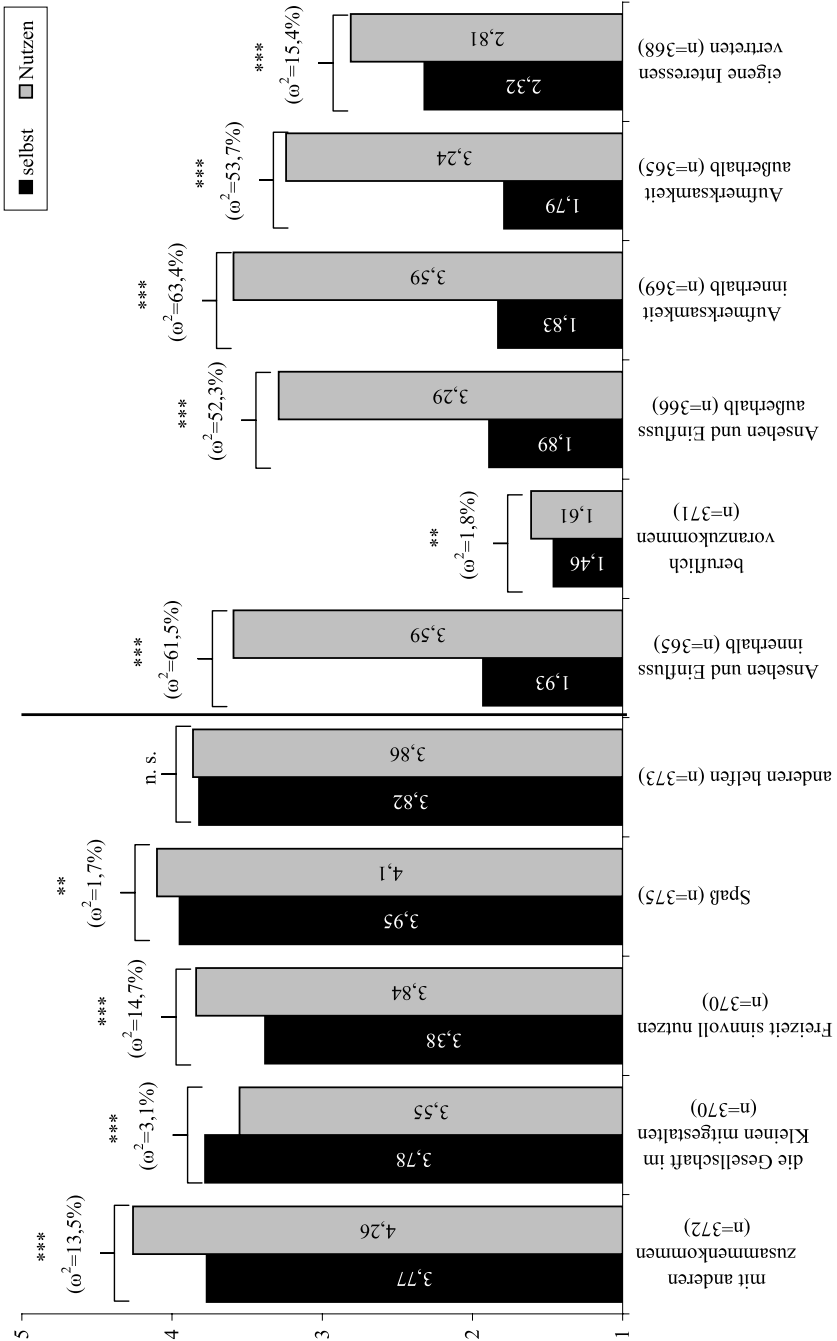 selbst
Nutzen
5
4
3
2
1
***
(ω²=13,5%)
3,77
4,26
mit anderen
zusammenkommen
(n=372)
***
(ω²=3,1%)
3,78
3,55
die Gesellschaft im
Kleinen mitgestalten
(n=370)
***
(ω²=14,7%)
3,38
3,84
Freizeit sinnvoll nutzen
(n=370)
**
(ω²=1,7%)
3,95
4,1
Spaß (n=375)
n. s.
3,82
3,86
anderen helfen (n=373)
***
(ω²=61,5%)
1,93
3,59
Ansehen und Einfluss
innerhalb (n=365)
**
(ω²=1,8%)
1,46
1,61
beruflich
voranzukommen
(n=371)
***
(ω²=52,3%)
1,89
3,29
Ansehen und Einfluss
außerhalb (n=366)
***
(ω²=63,4%)
1,83
3,59
Aufmerksamkeit
innerhalb (n=369)
***
(ω²=53,7%)
1,79
3,24
Aufmerksamkeit
außerhalb (n=365)
***
(ω²=15,4%)
2,32
2,81
eigene Interessen
vertreten (n=368)